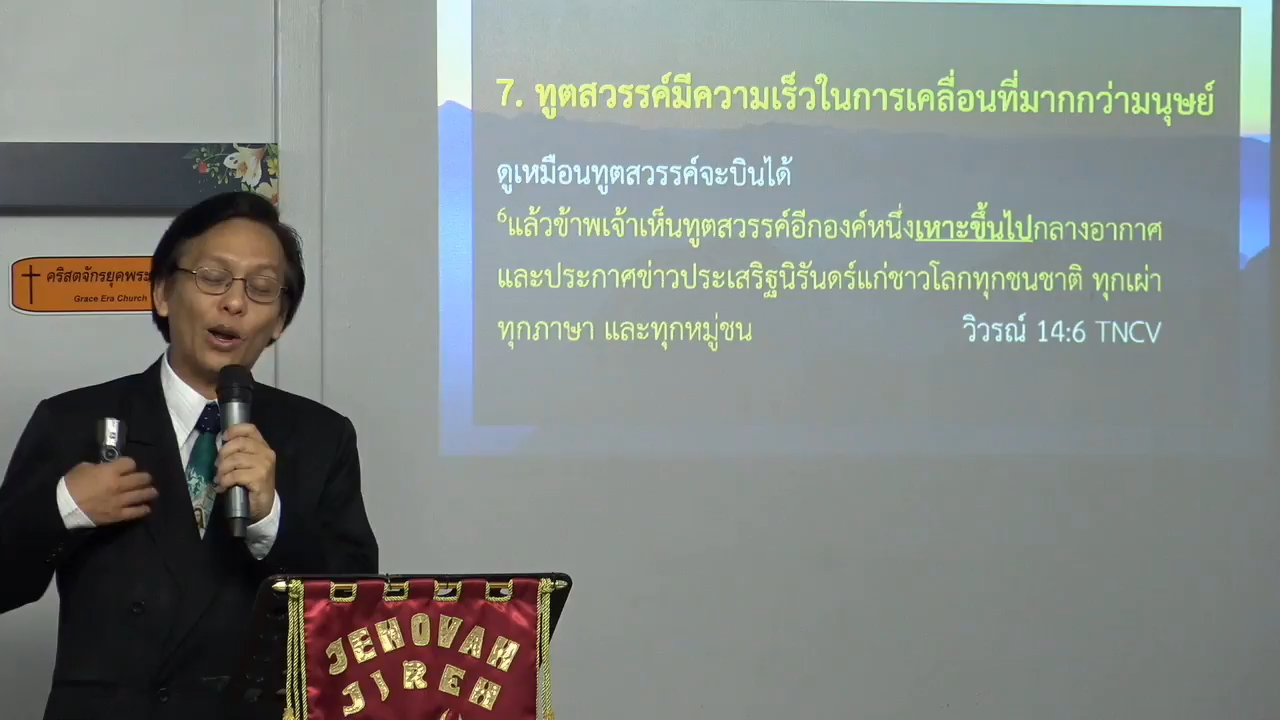 7. ทูตสวรรค์มีความเร็วในการเคลื่อนที่มากกว่ามนุษย์
ดูเหมือนทูตสวรรค์จะบินได้
6แล้วข้าพเจ้าเห็นทูตสวรรค์อีกองค์หนึ่งเหาะขึ้นไปกลางอากาศ
และประกาศข่าวประเสริฐนิรันดร์แก่ชาวโลกทุกชนชาติ ทุกเผ่า
ทุกภาษา และทุกหมู่ชน วิวรณ์ 14:6 TNCV
คริสตจักรยุคพระ
Grace Era Church
JEHOVAH
JIREH